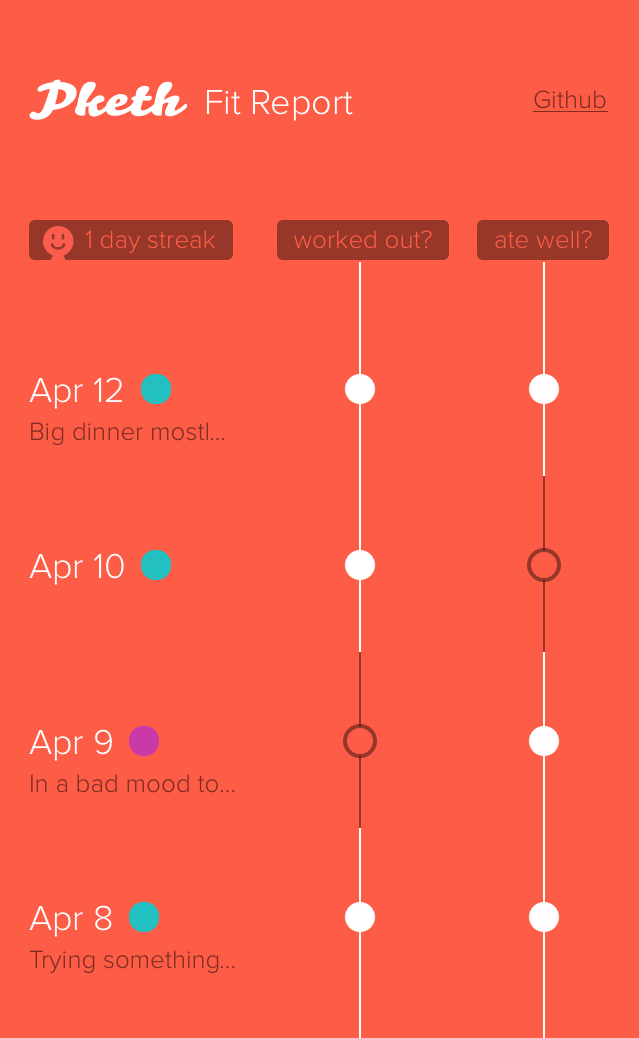 Pketh Fit Report
Github
1 day streak
worked out?
ate well?
Apr 12
Big dinner mostl...
Apr 10
Apr 9
In a bad mood to...
Apr 8
Trying something...